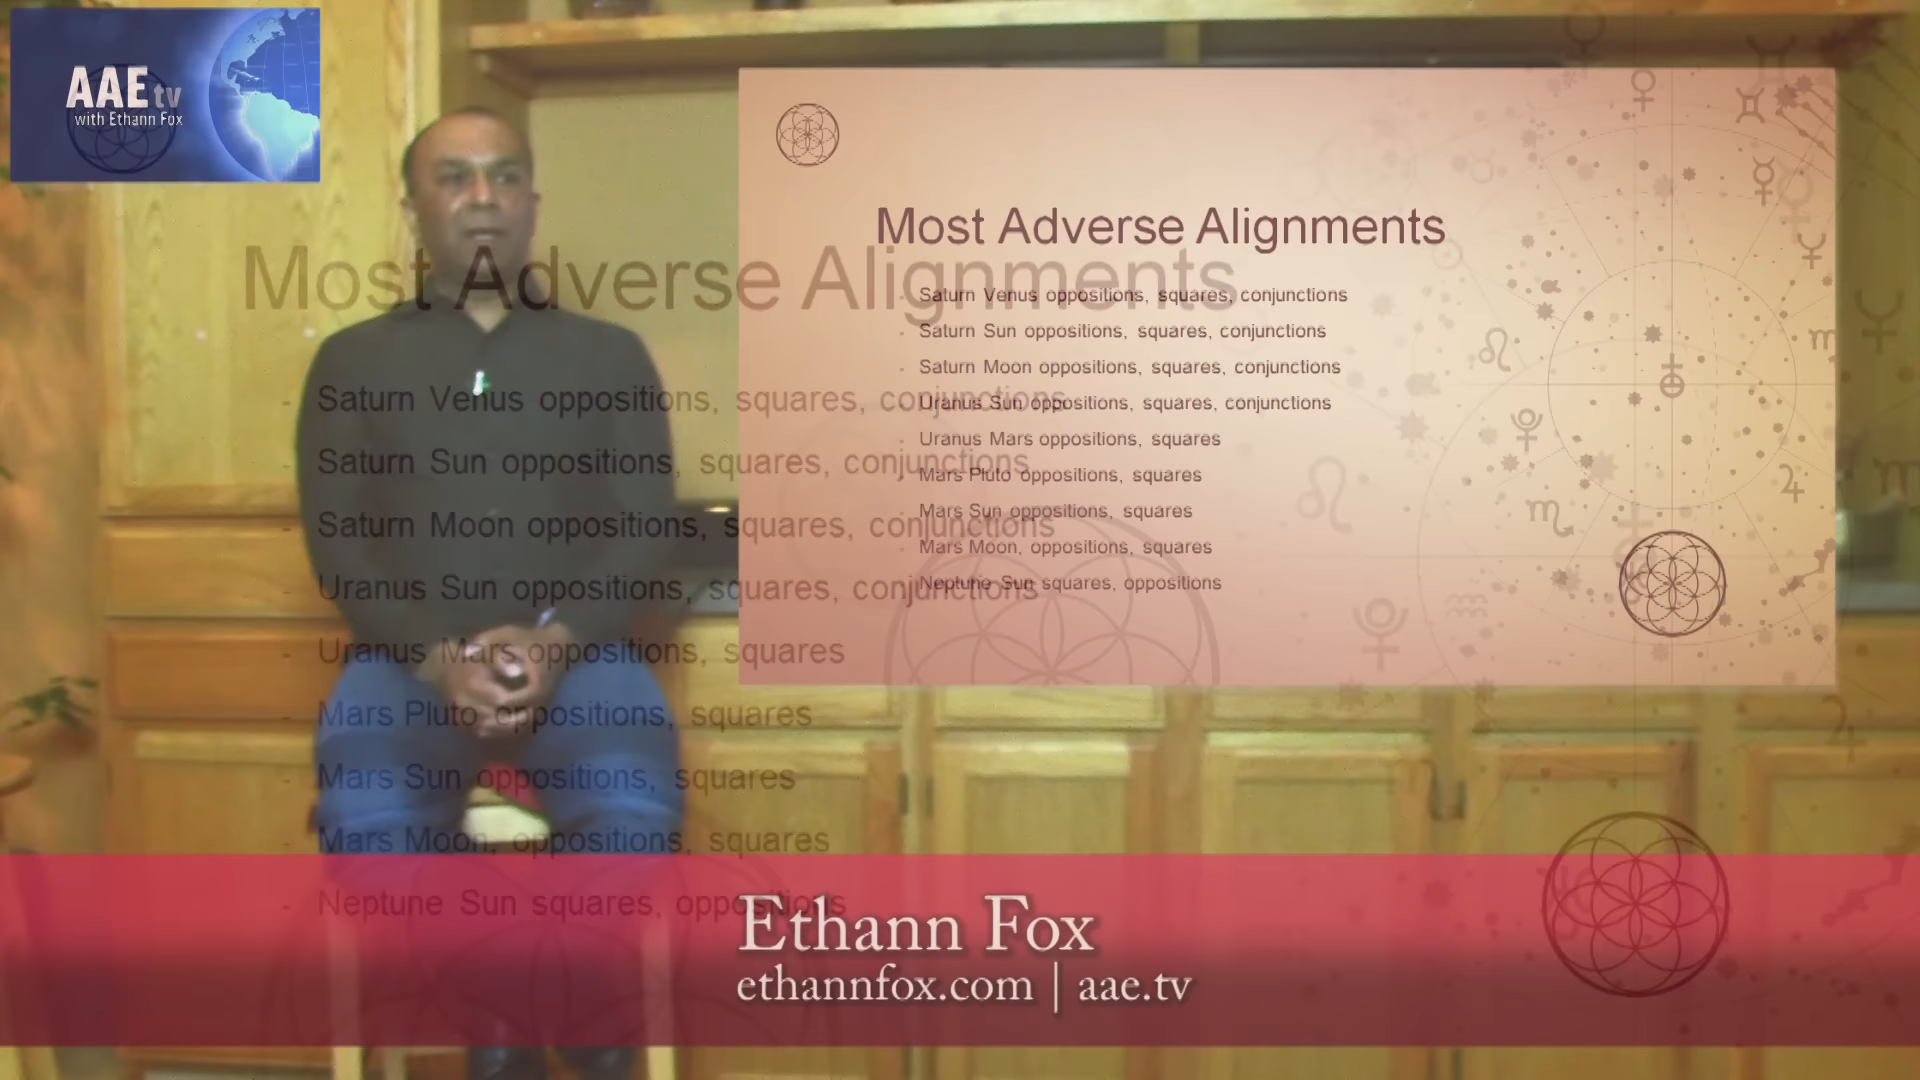 AAE tv
with Ethann Fox
Most Adverse Alignments
- Saturn Venus oppositions, squares, conjunctions
- Saturn Sun oppositions, squares, conjunctions
- Saturn Moon oppositions, squares, conjunctions
- Uranus Sun oppositions, squares, conjunctions
- Uranus Mars oppositions, squares
- Mars Pluto oppositions, squares
- Mars Sun oppositions, squares
- Mars Moon, oppositions, squares
- Neptune Sun squares, oppositions
Most Adverse Alignments
- Saturn Venus oppositions, squares, conjunctions
- Saturn Sun oppositions, squares, conjunctions
- Saturn Moon oppositions, squares, conjunctions
- Uranus Sun oppositions, squares, conjunctions
- Uranus Mars oppositions, squares
- Mars Pluto oppositions, squares
- Mars Sun oppositions, squares
- Mars Moon, oppositions, squares
- Neptune Sun squares, oppositions
Ethann Fox
ethannfox.com | aae.tv